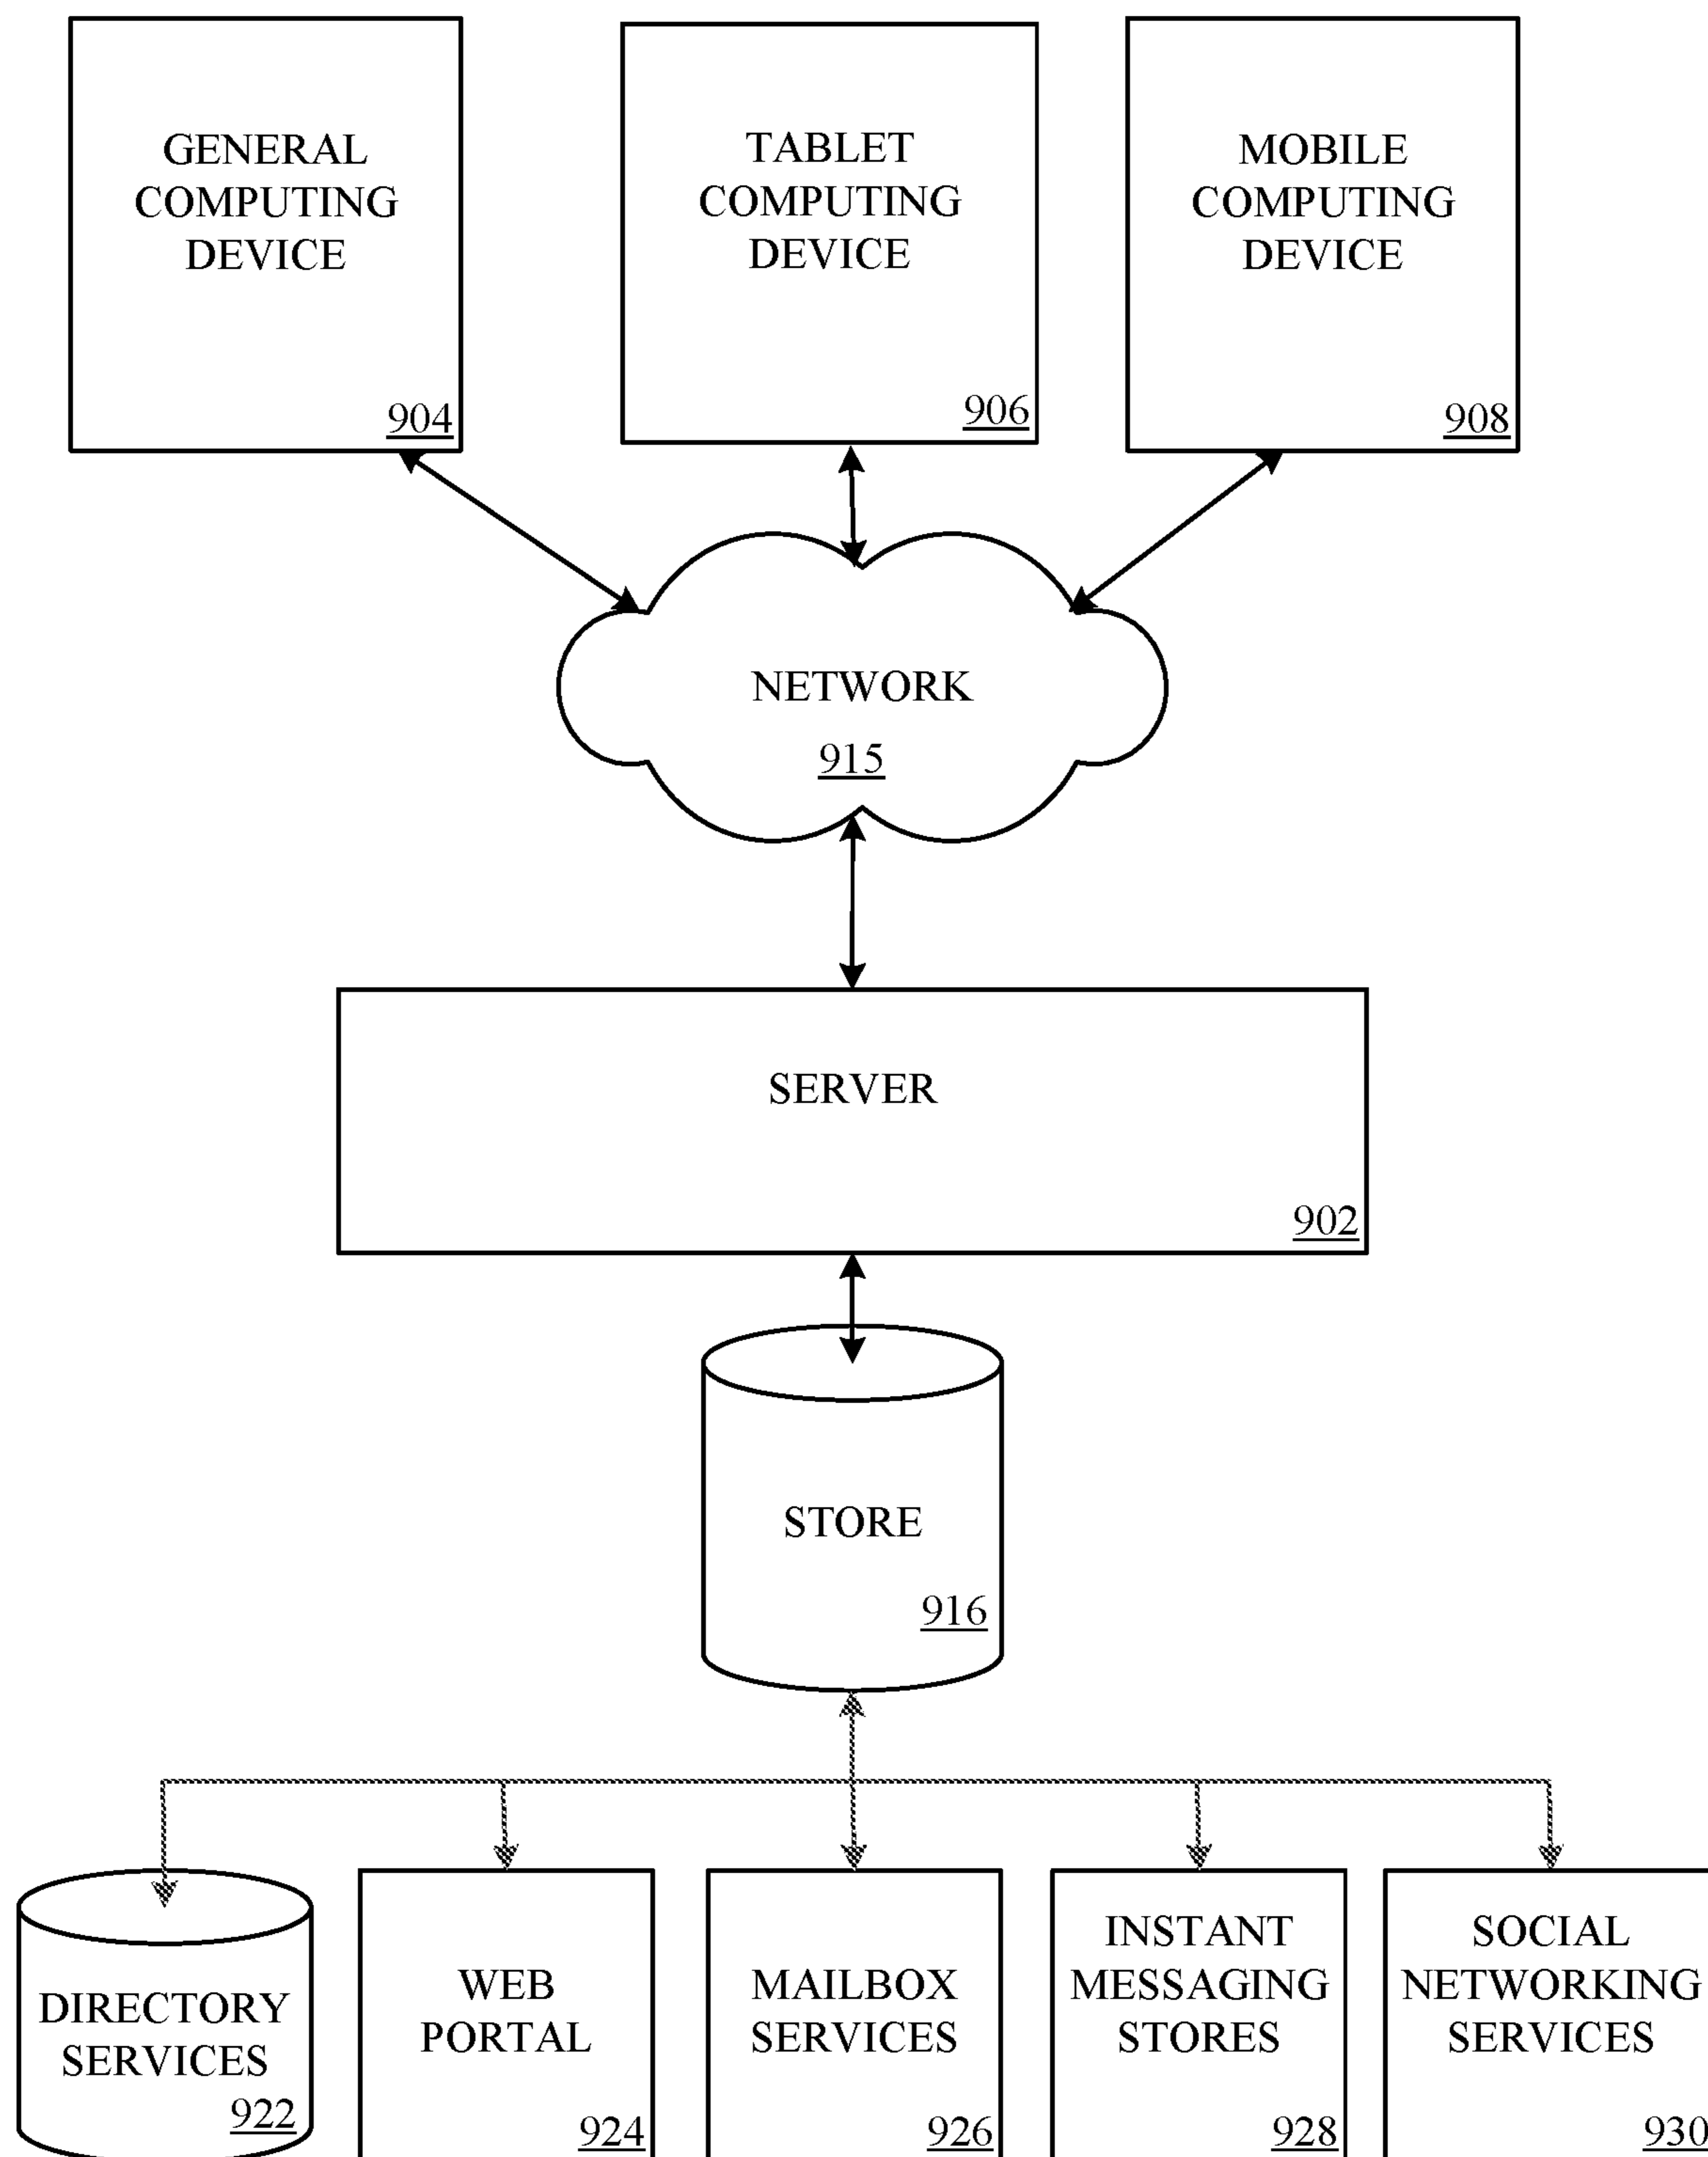 GENERAL
COMPUTING
DEVICE
904
TABLET
COMPUTING
DEVICE
906
MOBILE
COMPUTING
DEVICE
908
NETWORK
915
SERVER
902
STORE
916
DIRECTORY
SERVICES
922
WEB
PORTAL
924
MAILBOX
SERVICES
926
INSTANT
MESSAGING
STORES
928
SOCIAL
NETWORKING
SERVICES
930